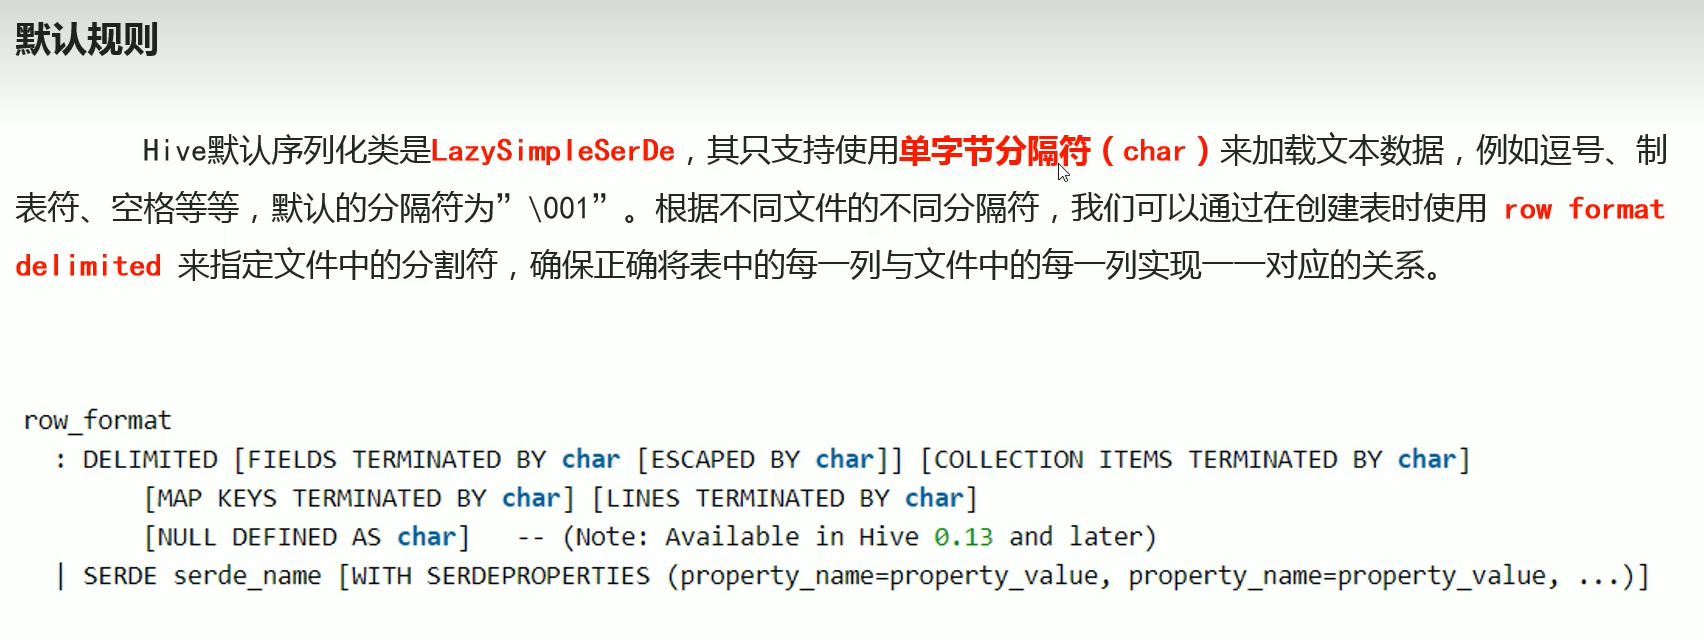 默认规则
Hive默认序列化类是LazySimpleSerDe，其只支持使用单字节分隔符（char）来加载文本数据，例如逗号、制
表符、空格等等，默认的分隔符为”\001”。根据不同文件的不同分隔符，我们可以通过在创建表时使用 row format
delimited 来指定文件中的分割符，确保正确将表中的每一列与文件中的每一列实现一一对应的关系。
row_format
: DELIMITED [FIELDS TERMINATED BY char [ESCAPED BY char]] [COLLECTION ITEMS TERMINATED BY char]
[MAP KEYS TERMINATED BY char] [LINES TERMINATED BY char]
[NULL DEFINED AS char]   -- (Note: Available in Hive 0.13 and later)
| SERDE serde_name [WITH SERDEPROPERTIES (property_name=property_value, property_name=property_value, ...)]